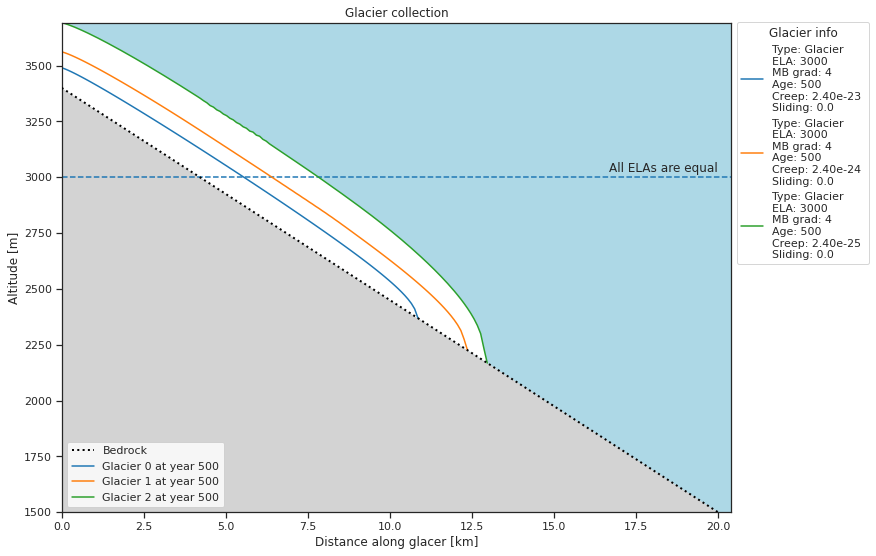 Glacier collection
Altitude [m]
3500
3250
3000
2750
2500
2250
2000
1750
1500
All ELAs are equal
Bedrock
Glacier 0 at year 500
Glacier 1 at year 500
Glacier 2 at year 500
0.0
2.5
5.0
7.5
10.0
12.5
15.0
17.5
20.0
Distance along glacer [km]
Glacier info
Type: Glacier
ELA: 3000
MB grad: 4
Age: 500
Creep: 2.40e-23
Sliding: 0.0
Type: Glacier
ELA: 3000
MB grad: 4
Age: 500
Creep: 2.40e-24
Sliding: 0.0
Type: Glacier
ELA: 3000
MB grad: 4
Age: 500
Creep: 2.40e-25
Sliding: 0.0